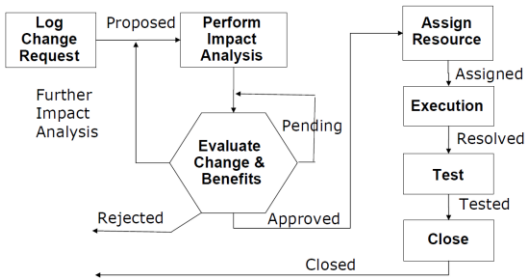 Log
Change
Request
Proposed
Perform
Impact
Analysis
Assign
Resource
Assigned
Further
Impact
Analysis
Execution
Pending
Resolved
Evaluate
Change &
Benefits
Test
Tested
Rejected
Approved
Close
Closed